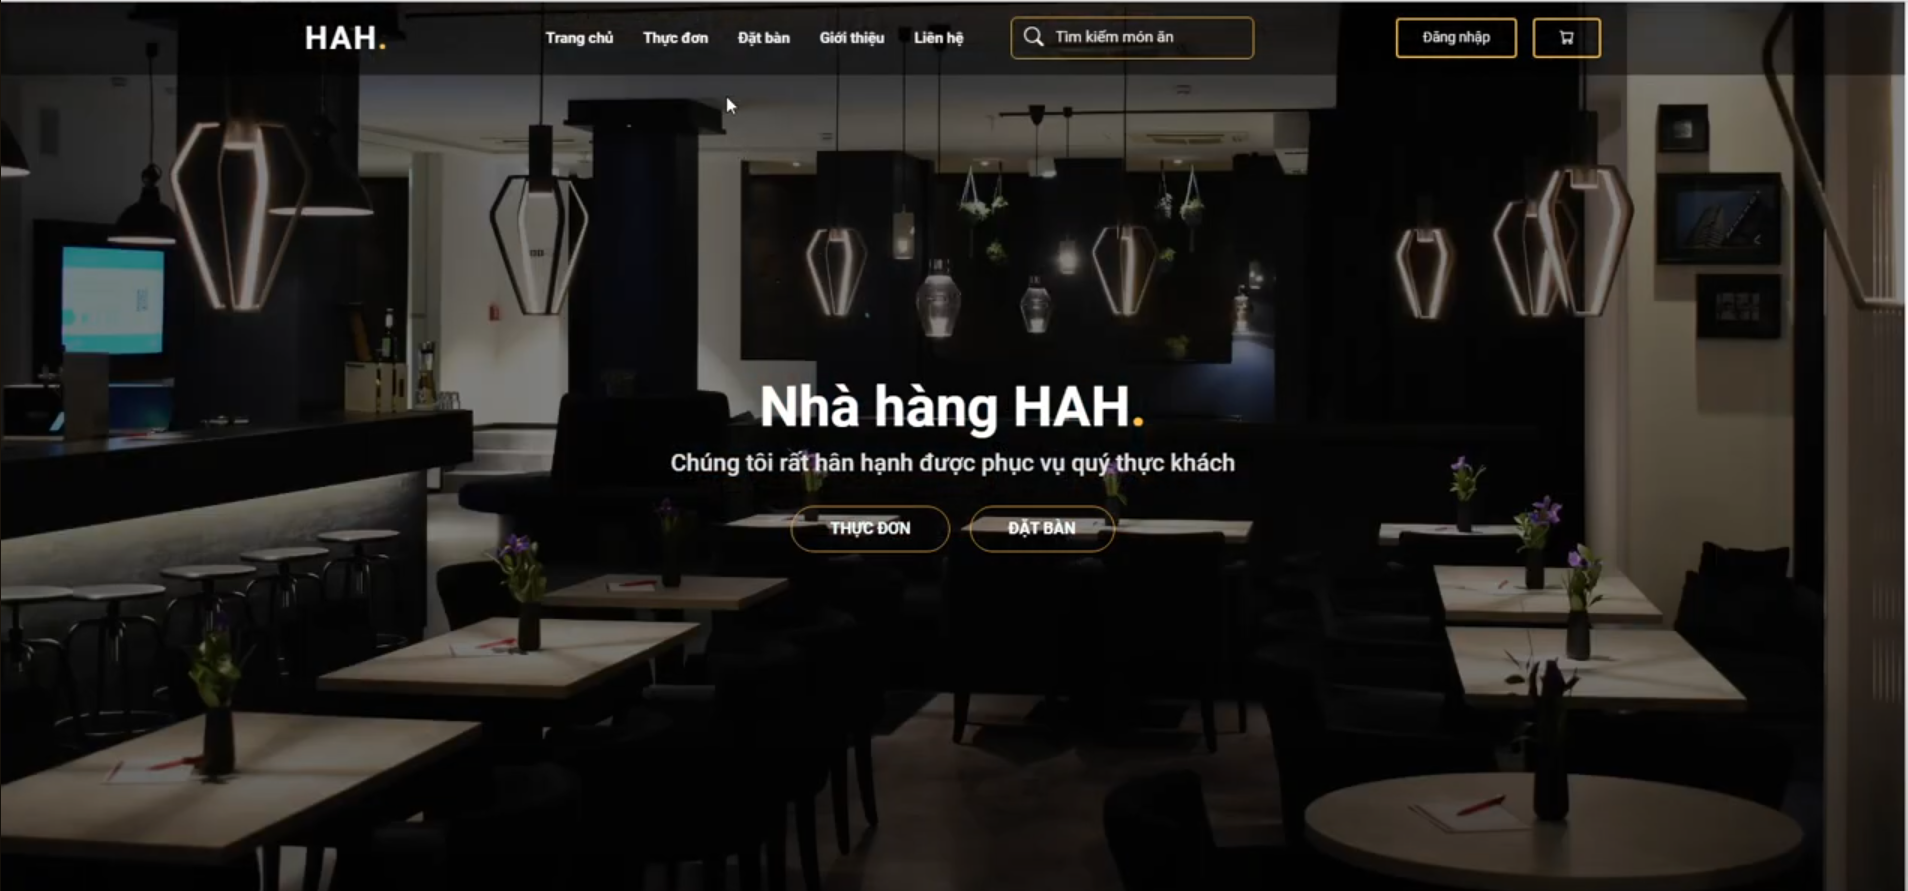 HAH.
Trang chủ Thực đơn Đặt bàn Giới thiệu Liên hệ
Tìm kiếm món ăn
Đăng nhập
Nhà hàng HAH.
Chúng tôi rất hân hạnh được phục vụ quý thực khách
THỰC ĐƠN
ĐẶT BÀN